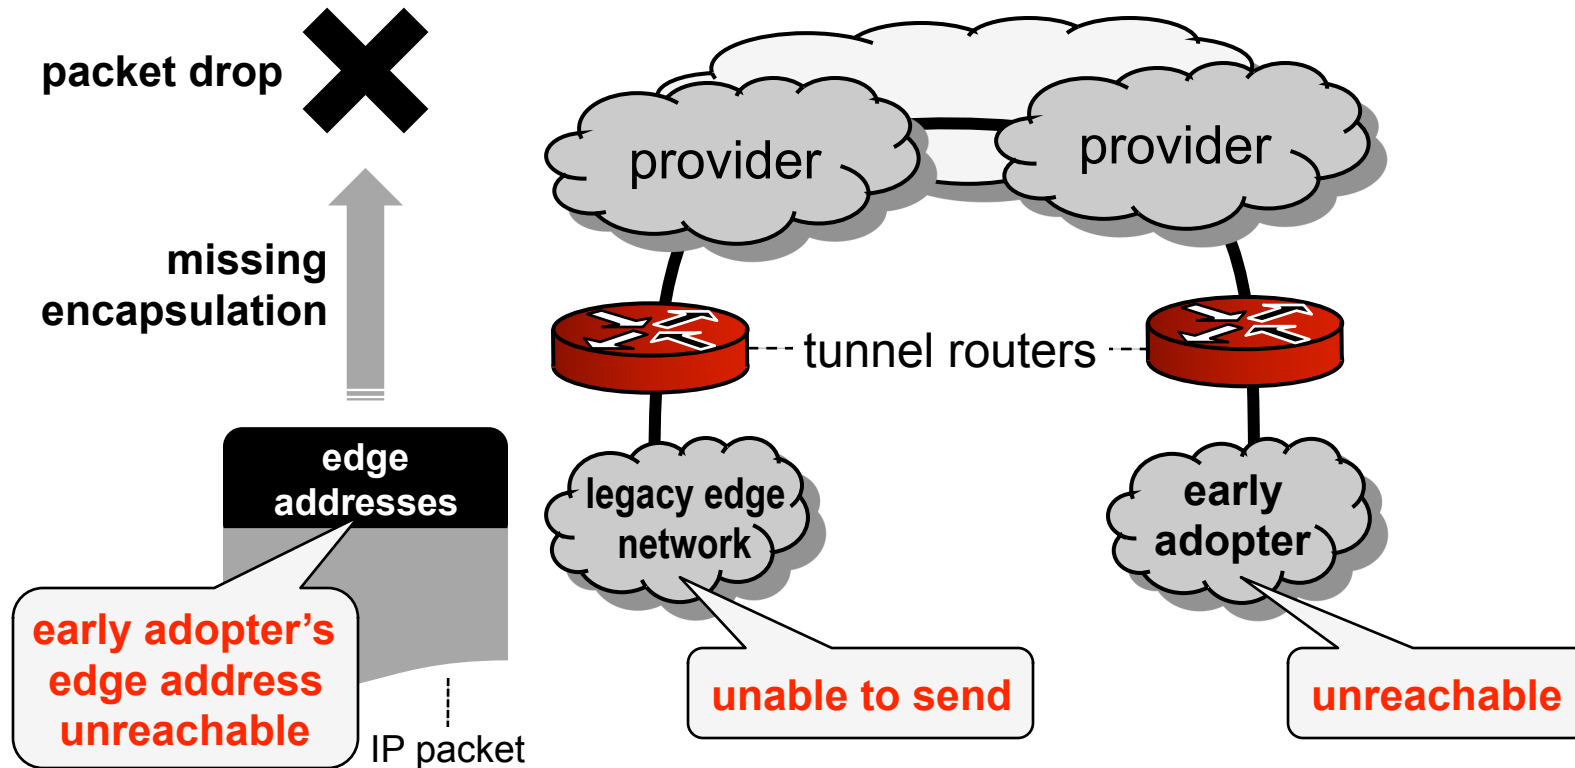 packet drop
provider
provider
missing
encapsulation
tunnel routers
edge
addresses
legacy edge
network
early
adopter
early adopter’s
edge address
unreachable
unable to send
unreachable
IP packet